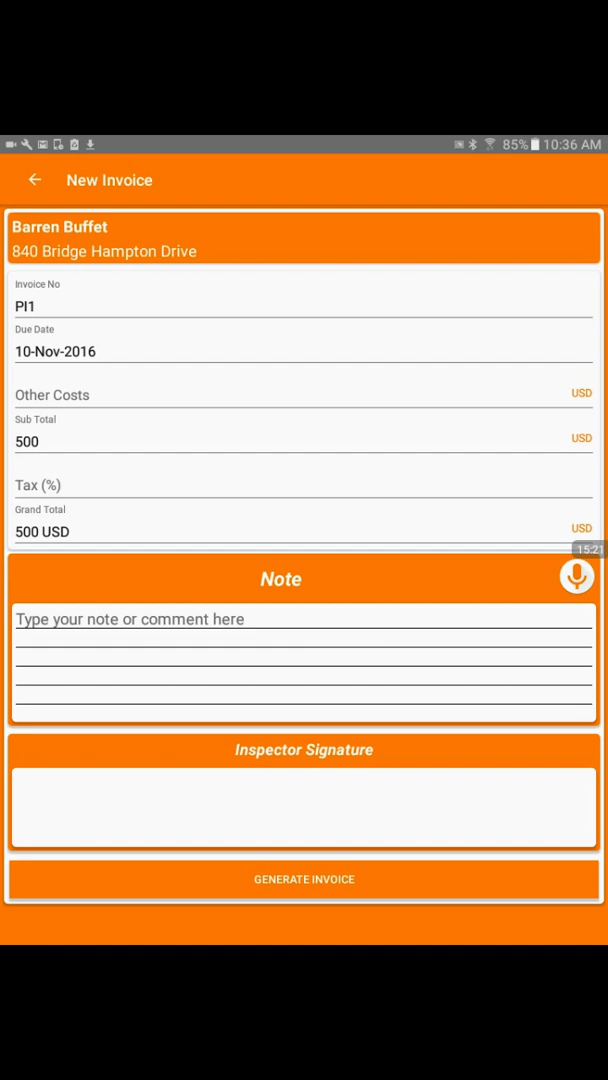 85% 10:36 AM
New Invoice
Barren Buffet
840 Bridge Hampton Drive
Invoice No
PI1
Due Date
10-Nov-2016
Other Costs USD
Sub Total
500 USD
Tax (%)
Grand Total
500 USD USD
15:21
Note
Type your note or comment here
Inspector Signature
GENERATE INVOICE